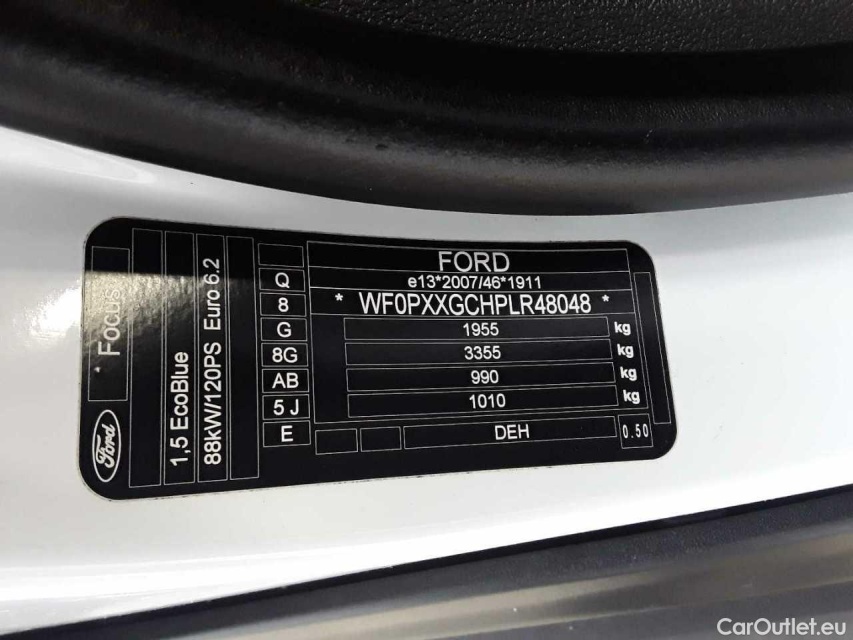 FORD
e13*2007/46*1911
* WF0PXXGCHPLR48048 *
1955 kg
3355 kg
990 kg
1010 kg
DEH 0.50
Q
8
G
8G
AB
5J
E
Focus
1,5 EcoBlue
88kW/120PS Euro 6.2
Ford
CarOutlet.eu